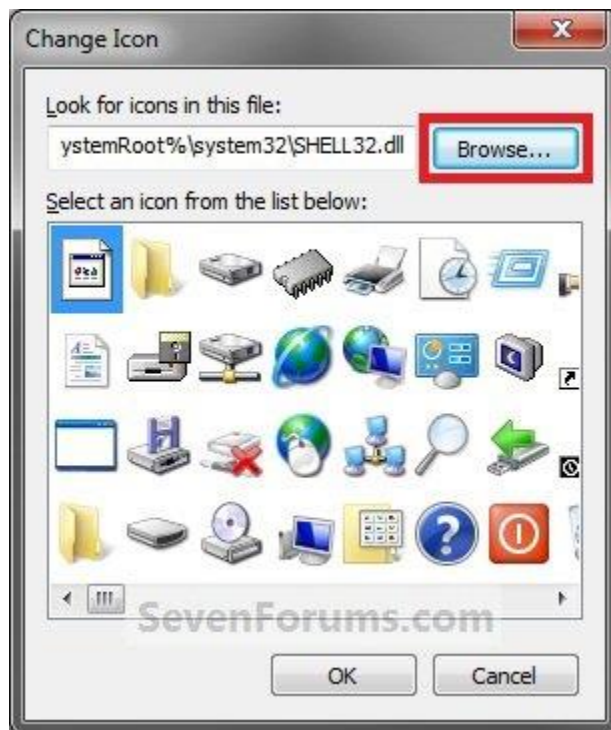 Change Icon
Look for icons in this file:
ystemRoot%\system32\SHELL32.dll
Browse...
Select an icon from the list below:
SevenForums.com
OK
Cancel